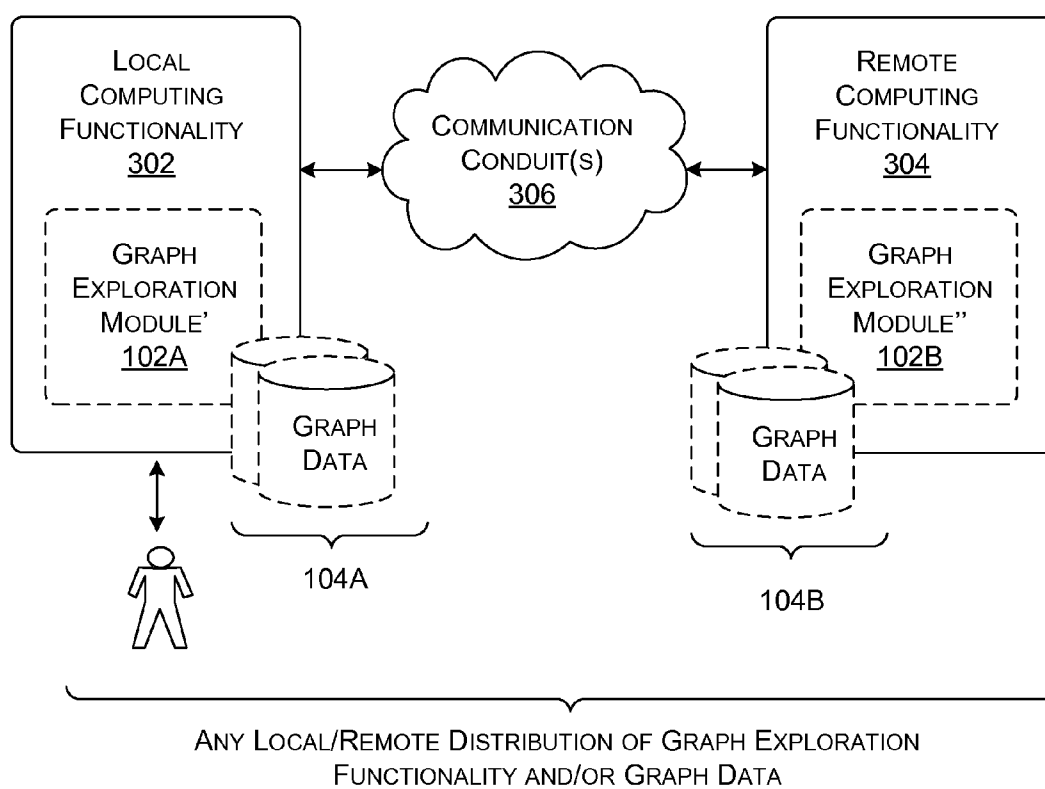 LOCAL
COMPUTING
FUNCTIONALITY
302
GRAPH
EXPLORATION
MODULE'
102A
GRAPH
DATA
104A
COMMUNICATION
CONDUIT(S)
306
REMOTE
COMPUTING
FUNCTIONALITY
304
GRAPH
EXPLORATION
MODULE''
102B
GRAPH
DATA
104B
ANY LOCAL/REMOTE DISTRIBUTION OF GRAPH EXPLORATION
FUNCTIONALITY AND/OR GRAPH DATA